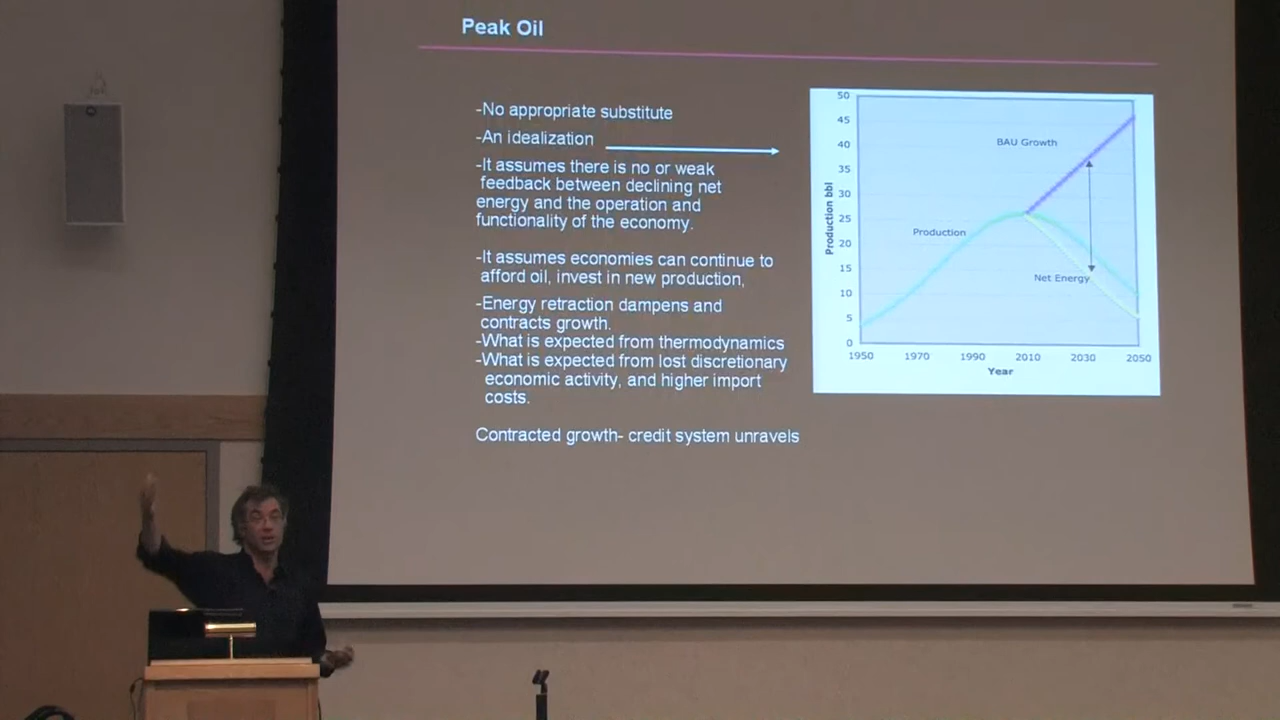 Peak Oil
-No appropriate substitute
-An idealization
-It assumes there is no or weak
feedback between declining net
energy and the operation and
functionality of the economy.
-It assumes economies can continue to
afford oil, invest in new production,
-Energy retraction dampens and
contracts growth.
-What is expected from thermodynamics
-What is expected from lost discretionary
economic activity, and higher import
costs.
Contracted growth- credit system unravels
50
45
40
35
30
25
20
15
10
5
0
Production bbl
BAU Growth
Production
Net Energy
1950 1970 1990 2010 2030 2050
Year